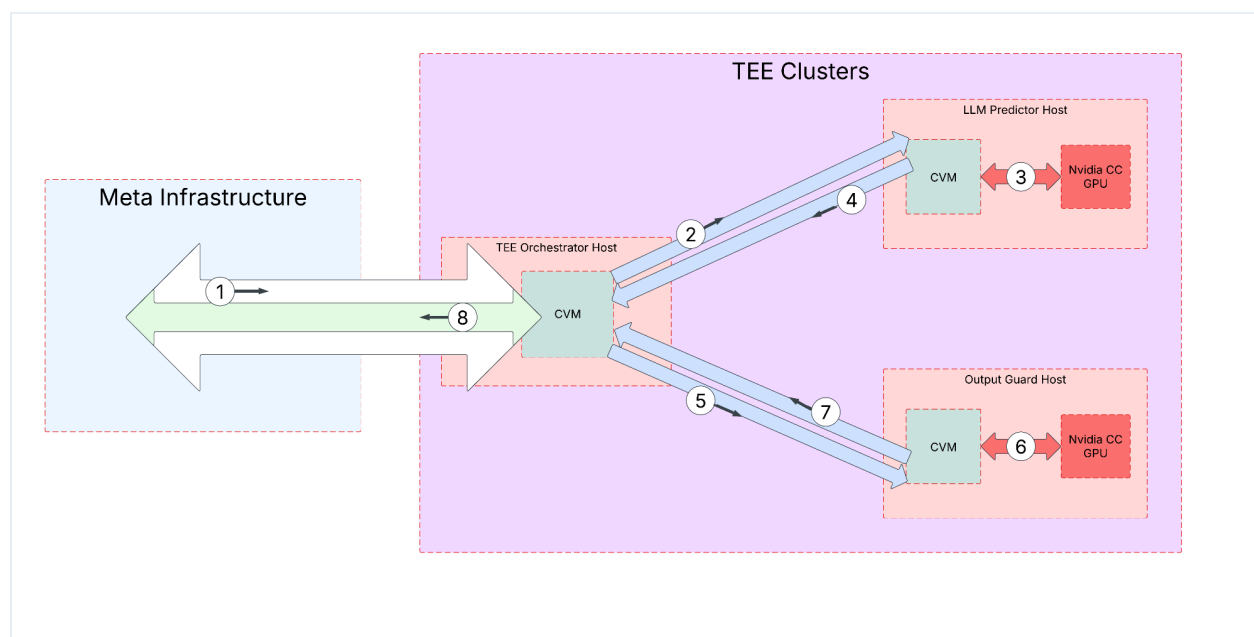 TEE Clusters
LLM Predictor Host
CVM
3
Nvidia CC
GPU
Meta Infrastructure
4
2
TEE Orchestrator Host
1
8
CVM
5
7
Output Guard Host
CVM
6
Nvidia CC
GPU